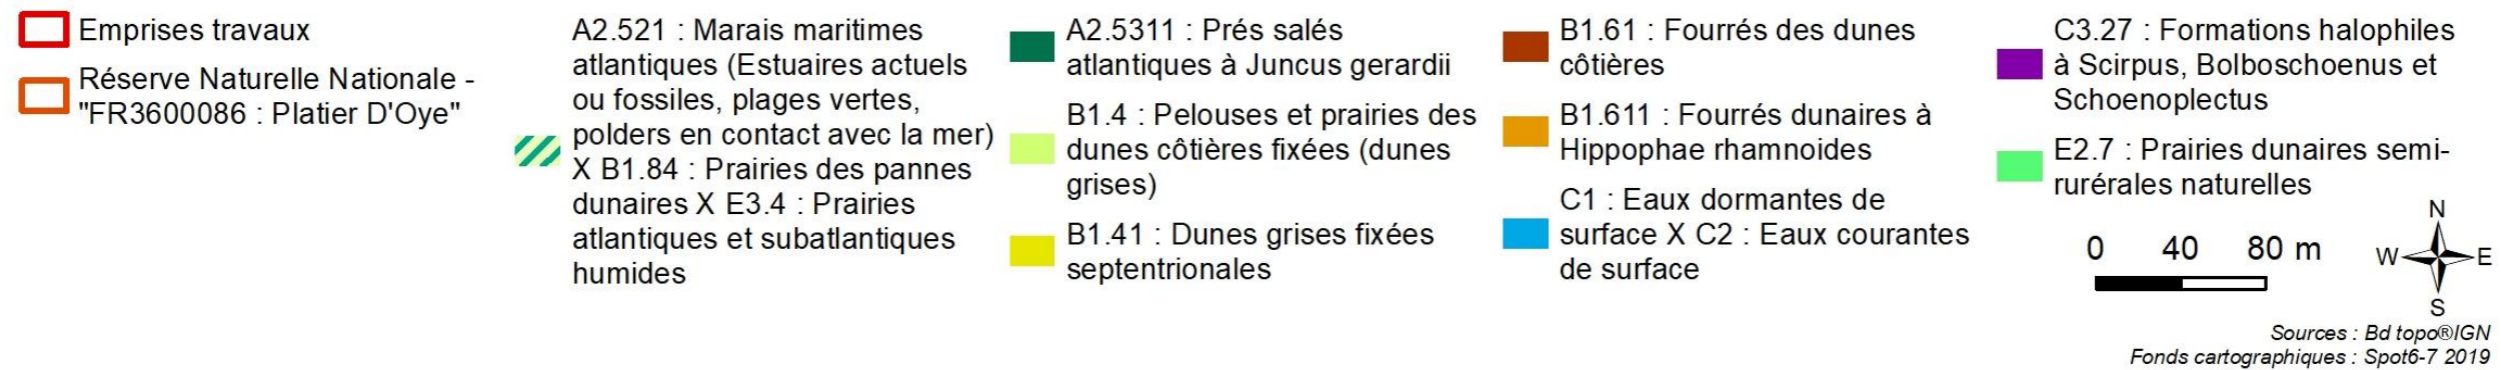 Emprises travaux
Réserve Naturelle Nationale -
"FR3600086 : Platier D'Oye"
A2.521 : Marais maritimes
atlantiques (Estuaires actuels
ou fossiles, plages vertes,
polders en contact avec la mer)
X B1.84 : Prairies des pannes
dunaires X E3.4 : Prairies
atlantiques et subatlantiques
humides
A2.5311 : Prés salés
atlantiques à Juncus gerardii
B1.4 : Pelouses et prairies des
dunes côtières fixées (dunes
grises)
B1.41 : Dunes grises fixées
septentrionales
B1.61 : Fourrés des dunes
côtières
B1.611 : Fourrés dunaires à
Hippophae rhamnoides
C1 : Eaux dormantes de
surface X C2 : Eaux courantes
de surface
C3.27 : Formations halophiles
à Scirpus, Bolboschoenus et
Schoenoplectus
E2.7 : Prairies dunaires semi-
rurérales naturelles
0 40 80 m
N
W E
S
Sources : Bd topo®IGN
Fonds cartographiques : Spot6-7 2019